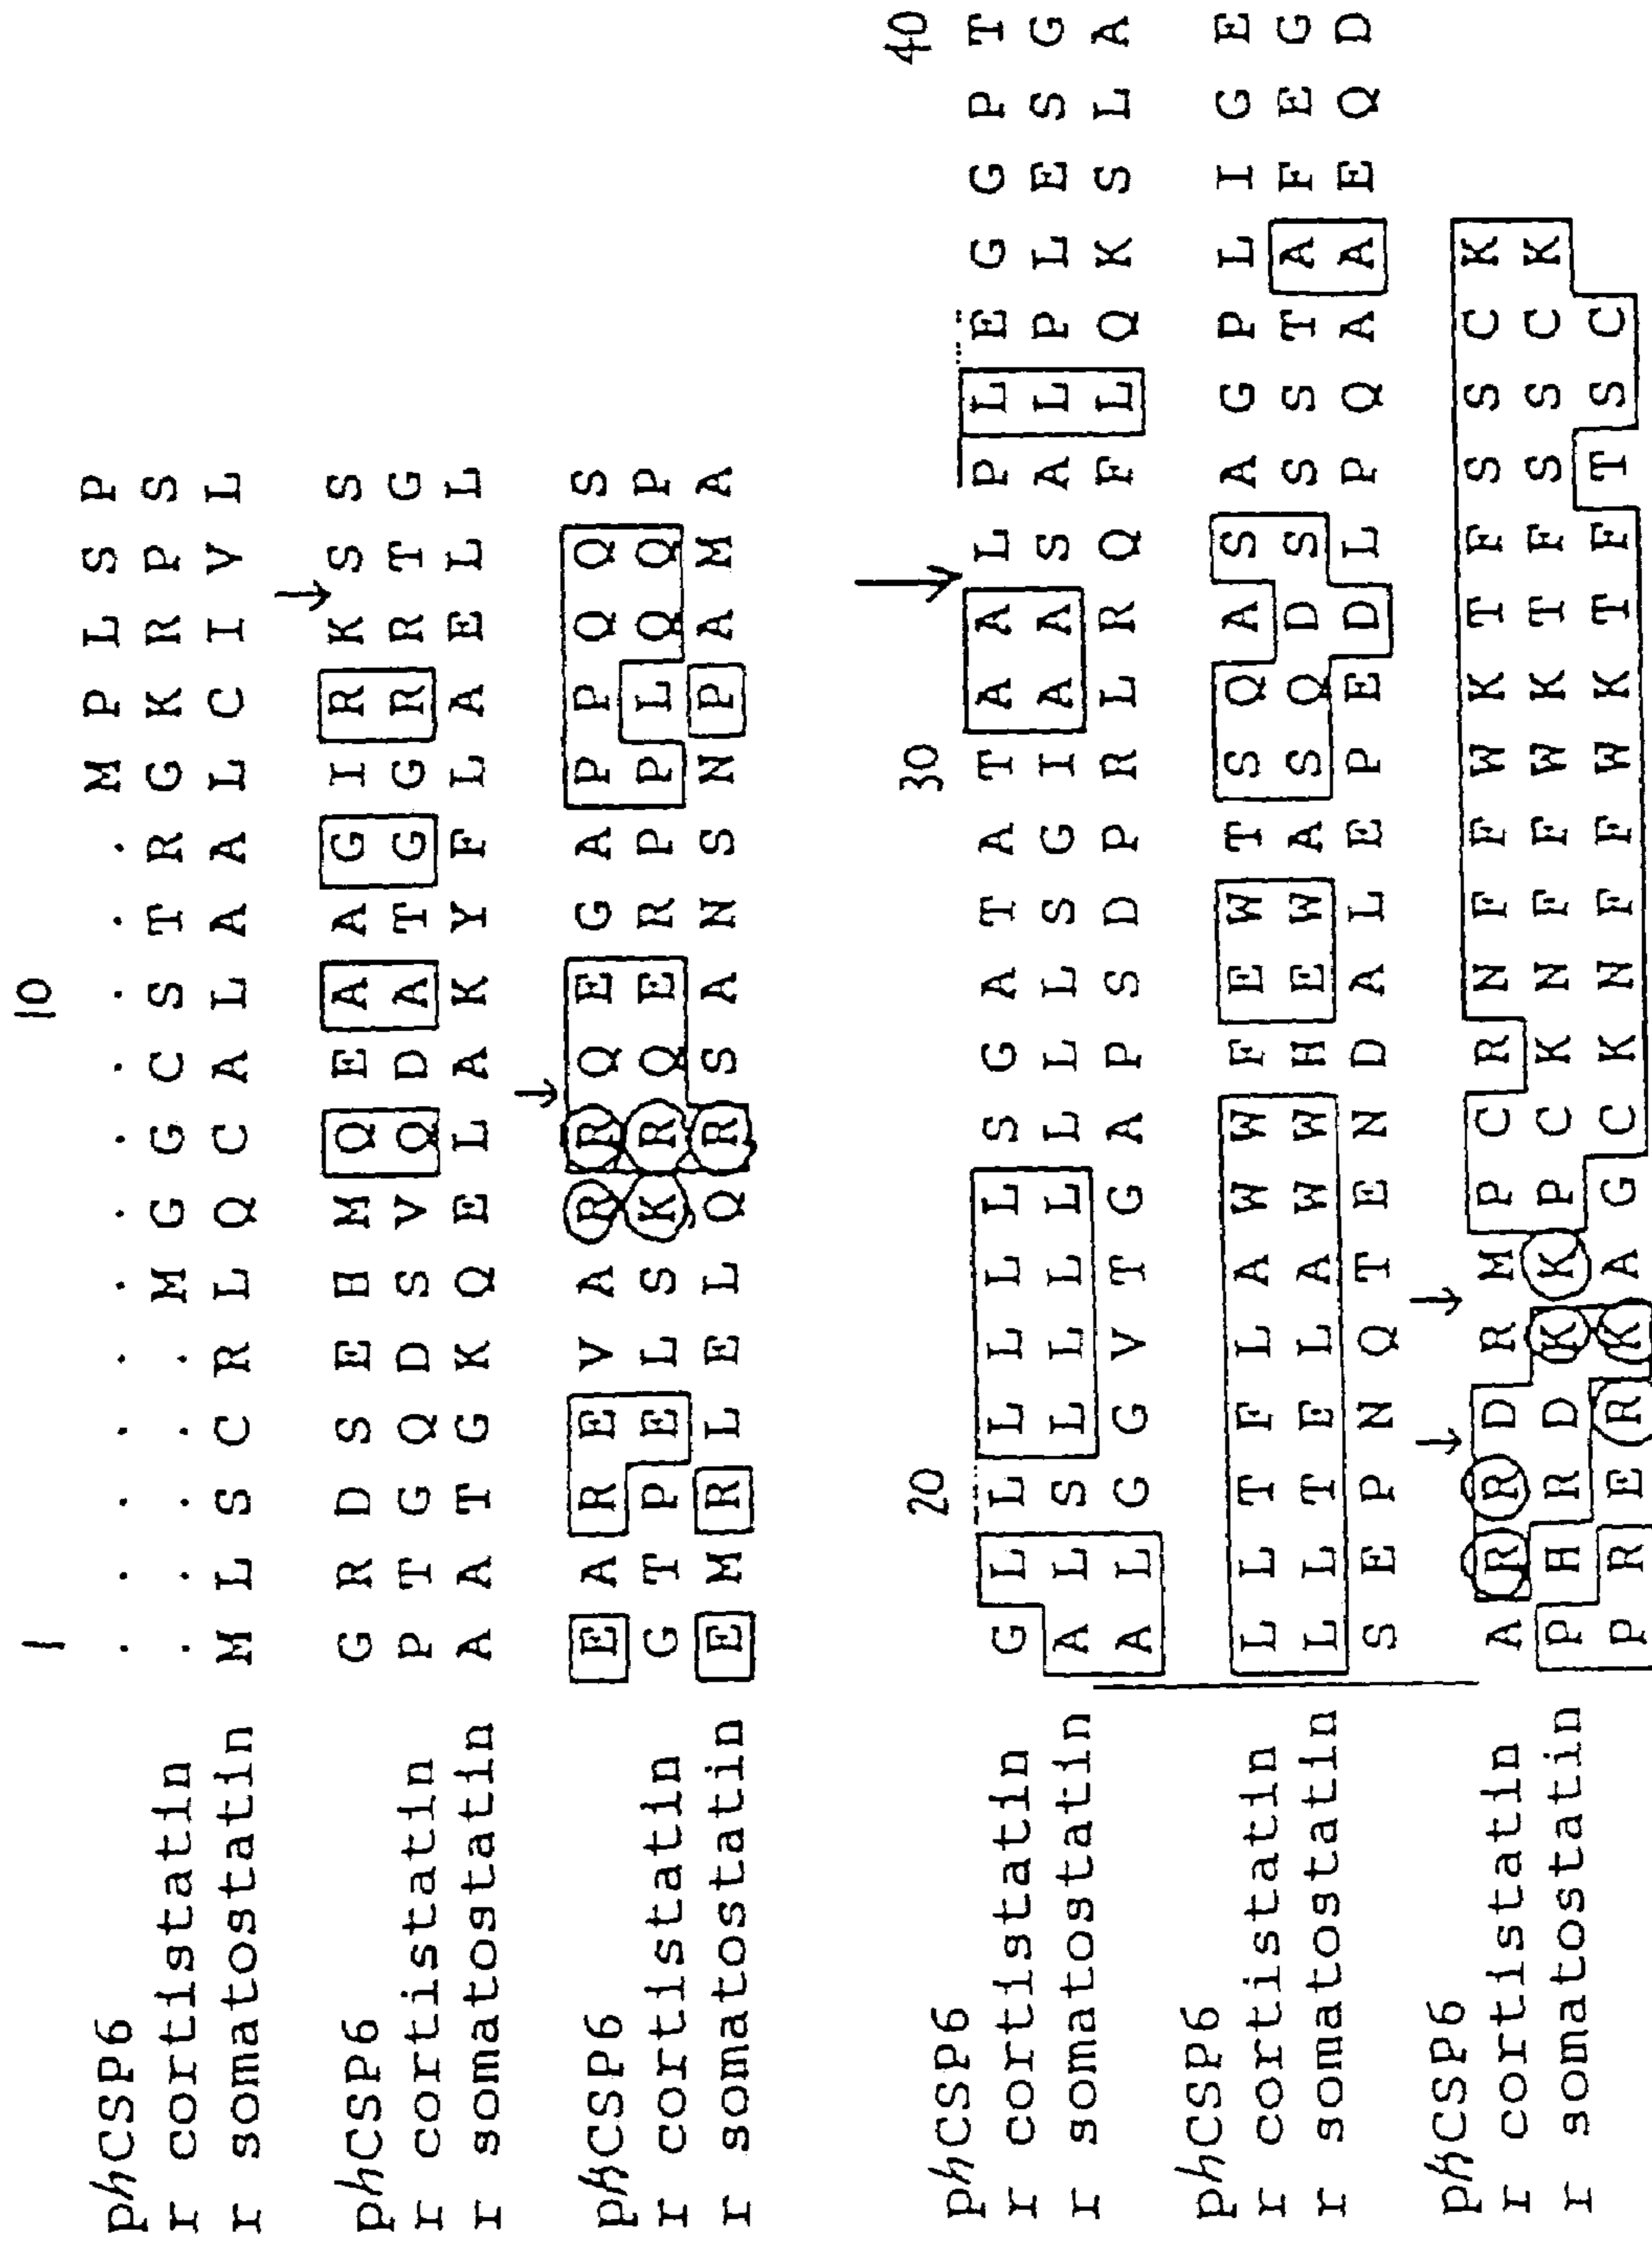 1 10
phCSP6 . . . . . . . . . . . . M P L S P
r cortistatin . . . . . M G G C S T R G K R P S
r somatostatin M L S C R L Q C A L A A L C I V L
phCSP6 G R D S E H M Q E A A G I R K S S
r cortistatin P T G Q D S V Q D A T G G R R T G
r somatostatin A A T G K Q E L A K Y F L A E L L
phCSP6 E A R E V A R R Q E G A P P Q Q S
r cortistatin G T P E L S K R Q E R P P L Q Q P
r somatostatin E M R L E L Q R S A N S N P A M A
20 30 40
phCSP6 G L L L L L L S G A T A T A A L P L E G G P T
r cortistatin A L S L L L L L L L S G I A A S A L P L E S G
r somatostatin A L G G V T G A P S D P R L R Q F L Q K S L A
phCSP6 L L T F L A W W F E W T S Q A S A G P L I G E
r cortistatin L L T E L A W W H E W A S Q D S S S T A F E G
r somatostatin S E P N Q T E N D A L E P E D L P Q A A E Q D
phCSP6 A R R D R M P C R N F F W K T F S S C K
r cortistatin P H R D K K P C K N F F W K T F S S C K
r somatostatin P R E R K A G C K N F F W K T F T S C